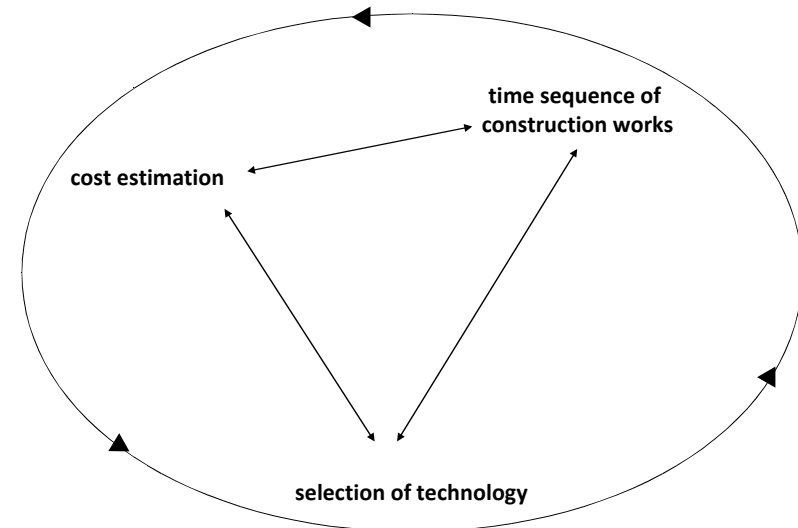 time sequence of
construction works
cost estimation
selection of technology